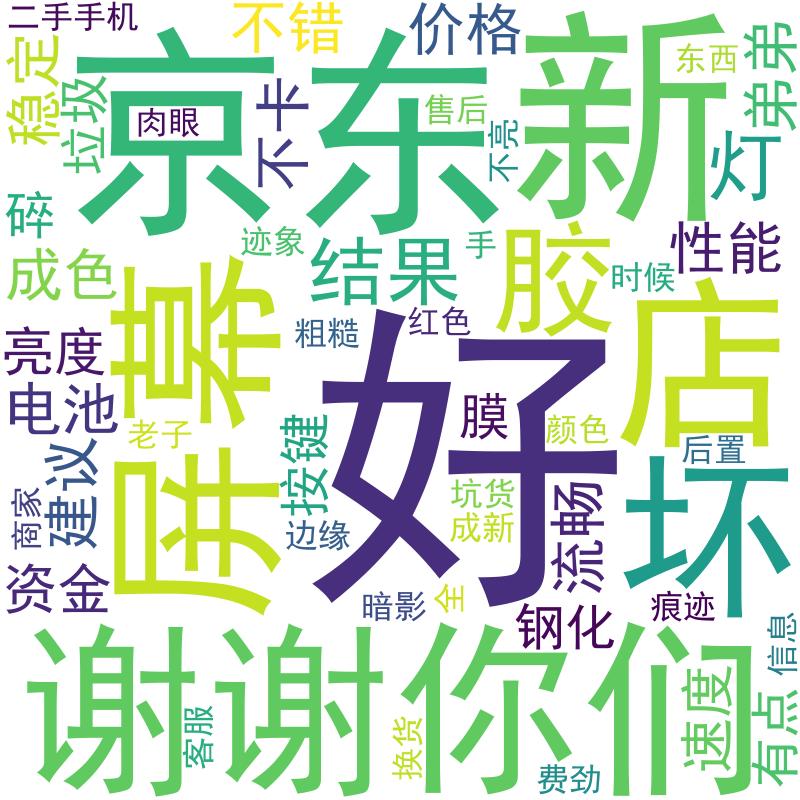 二手手机
不错
价格
稳定
垃圾
京东
新
肉眼
不卡
售后
不亮
东西
弟弟
灯
碎
成色
迹象
结果
手
胶
时候
性能
屏幕
亮度
粗糙
红色
好
店
电池
老子
按键
膜
颜色
后置
坏
建议
商家
边缘
坑货
成新
流畅
资金
暗影
全
钢化
痕迹
谢谢你们
信息
客服
换货
费劲
速度
有点